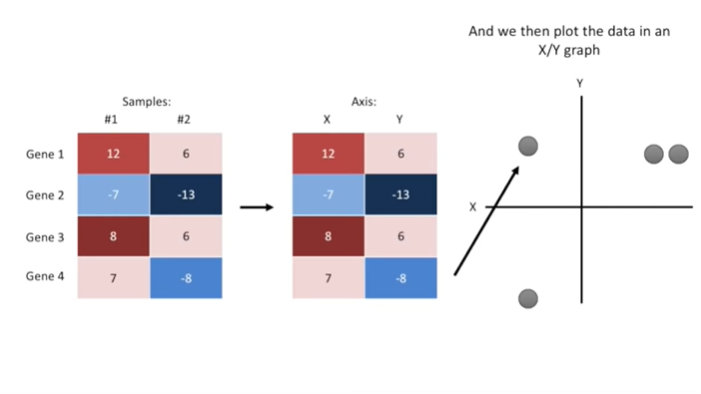 And we then plot the data in an
X/Y graph
Samples:
#1 #2
Gene 1 12 6
Gene 2 -7 -13
Gene 3 8 6
Gene 4 7 -8
Axis:
X Y
12 6
-7 -13
8 6
7 -8
Y
X